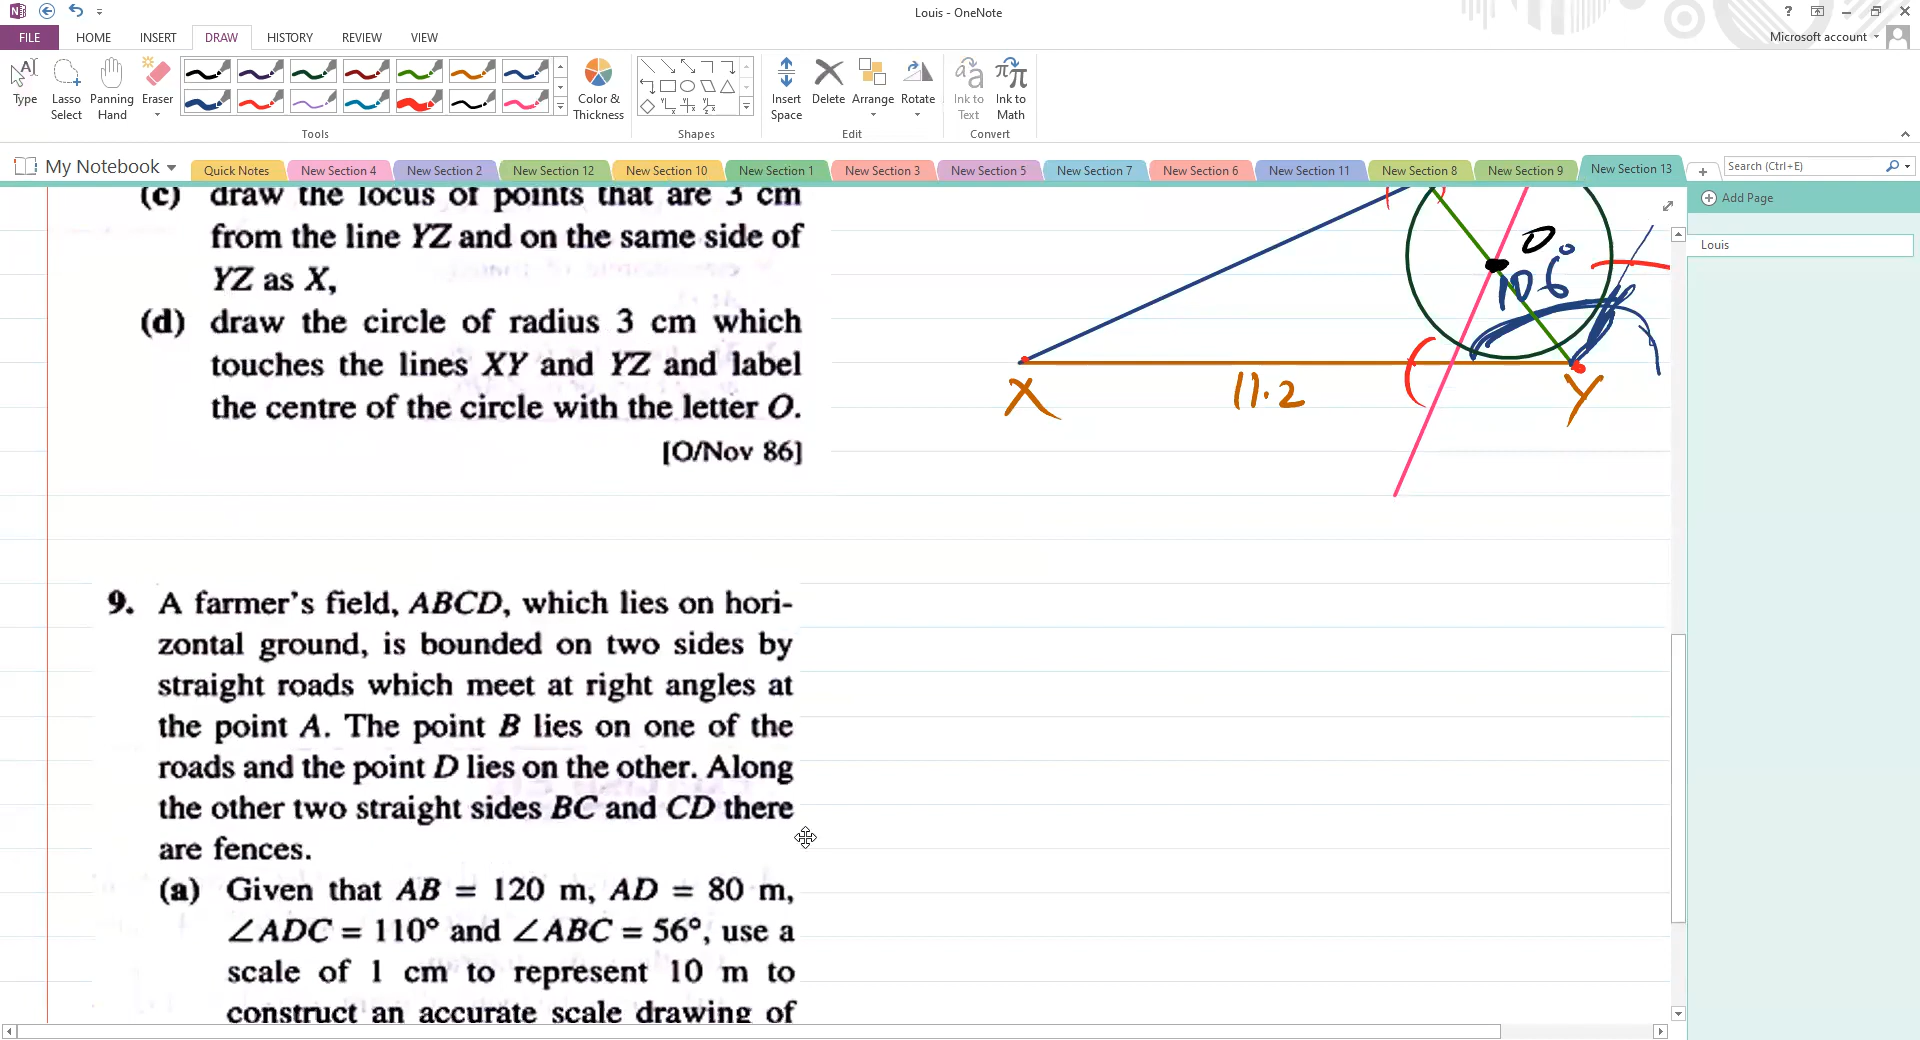 Louis - OneNote
FILE HOME INSERT DRAW HISTORY REVIEW VIEW
Microsoft account
Type
Lasso Select
Panning Hand
Eraser
Color & Thickness
Insert Space
Delete
Arrange
Rotate
Ink to Text
Ink to Math
Tools
Shapes
Edit
Convert
My Notebook
Quick Notes
New Section 4
New Section 2
New Section 12
New Section 10
New Section 1
New Section 3
New Section 5
New Section 7
New Section 6
New Section 11
New Section 8
New Section 9
New Section 13
Search (Ctrl+E)
Add Page
Louis
(c) draw the locus of points that are 3 cm
from the line YZ and on the same side of
YZ as X,
(d) draw the circle of radius 3 cm which
touches the lines XY and YZ and label
the centre of the circle with the letter O.
[O/Nov 86]
O
106°
X
11.2
Y
9. A farmer's field, ABCD, which lies on hori-
zontal ground, is bounded on two sides by
straight roads which meet at right angles at
the point A. The point B lies on one of the
roads and the point D lies on the other. Along
the other two straight sides BC and CD there
are fences.
(a) Given that AB = 120 m, AD = 80 m,
∠ADC = 110° and ∠ABC = 56°, use a
scale of 1 cm to represent 10 m to
construct an accurate scale drawing of